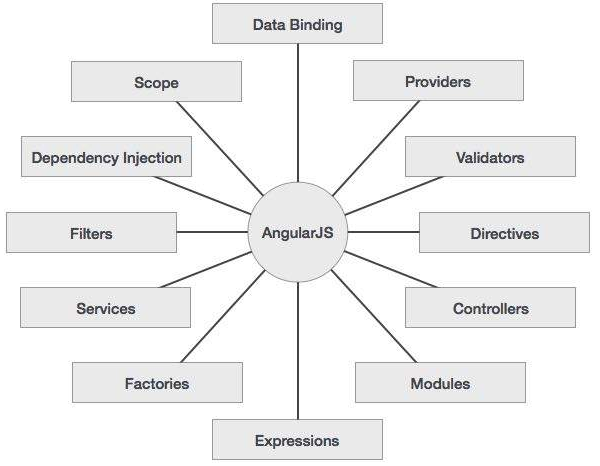 Data Binding
Scope
Providers
Dependency Injection
Validators
Filters
AngularJS
Directives
Services
Controllers
Factories
Modules
Expressions